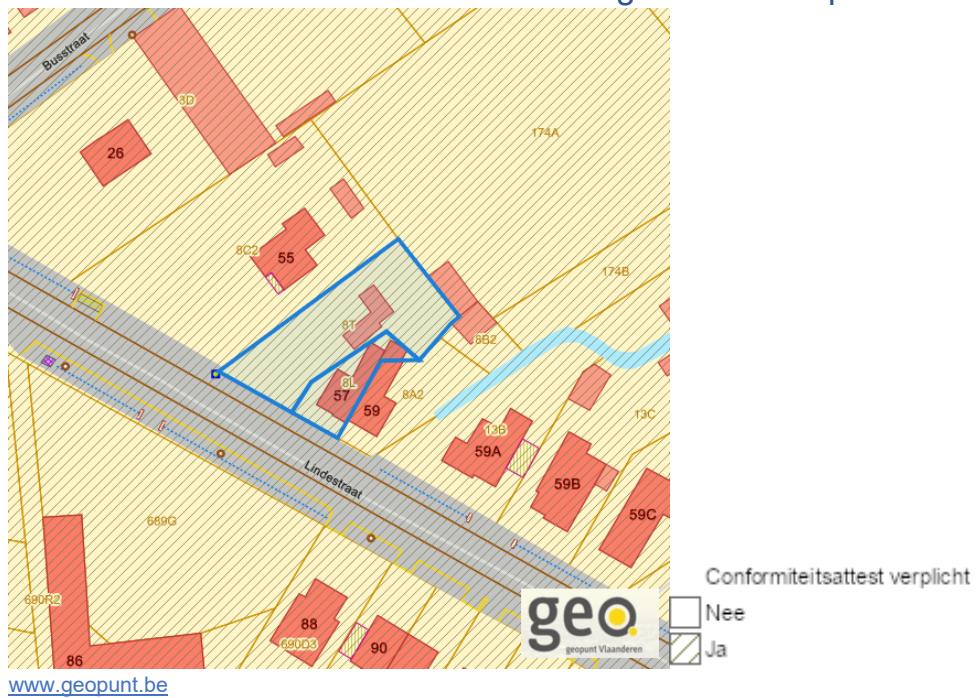 Busstraat
3D
26
174A
8C2
55
174B
8T
8B2
8L
57
59
8A2
13C
13B
59A
59B
59C
Lindestraat
689G
690R2
88
690D3
90
86
geo.
geopunt Vlaanderen
Conformiteitsattest verplicht
Nee
Ja
www.geopunt.be